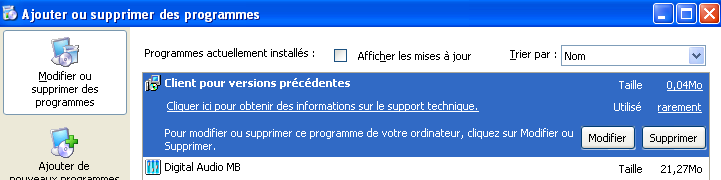 Ajouter ou supprimer des programmes
Modifier ou
supprimer des
programmes
Ajouter de
nouveaux programmes
Programmes actuellement installés :
Afficher les mises à jour
Trier par :
Nom
Client pour versions précédentes
Taille
0,04Mo
Cliquer ici pour obtenir des informations sur le support technique.
Utilisé
rarement
Pour modifier ou supprimer ce programme de votre ordinateur, cliquez sur Modifier ou
Supprimer.
Modifier
Supprimer
Digital Audio MB
Taille
21,27Mo